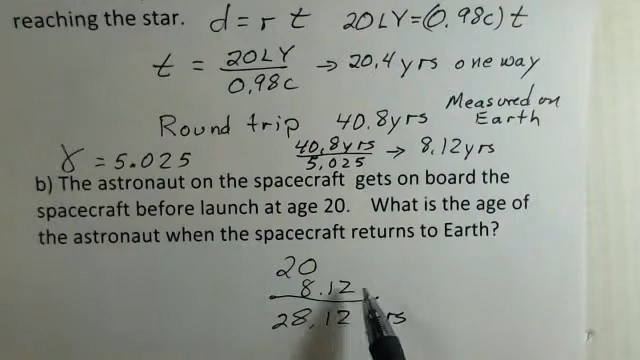 reaching the star. d = r t 20LY=(0.98c) t
t = 20LY / 0.98c → 20.4 yrs one way
Round trip 40.8yrs Measured on Earth
γ = 5.025 40.8yrs / 5.025 → 8.12yrs
b) The astronaut on the spacecraft gets on board the
spacecraft before launch at age 20. What is the age of
the astronaut when the spacecraft returns to Earth?
20
8.12
28.12 yrs